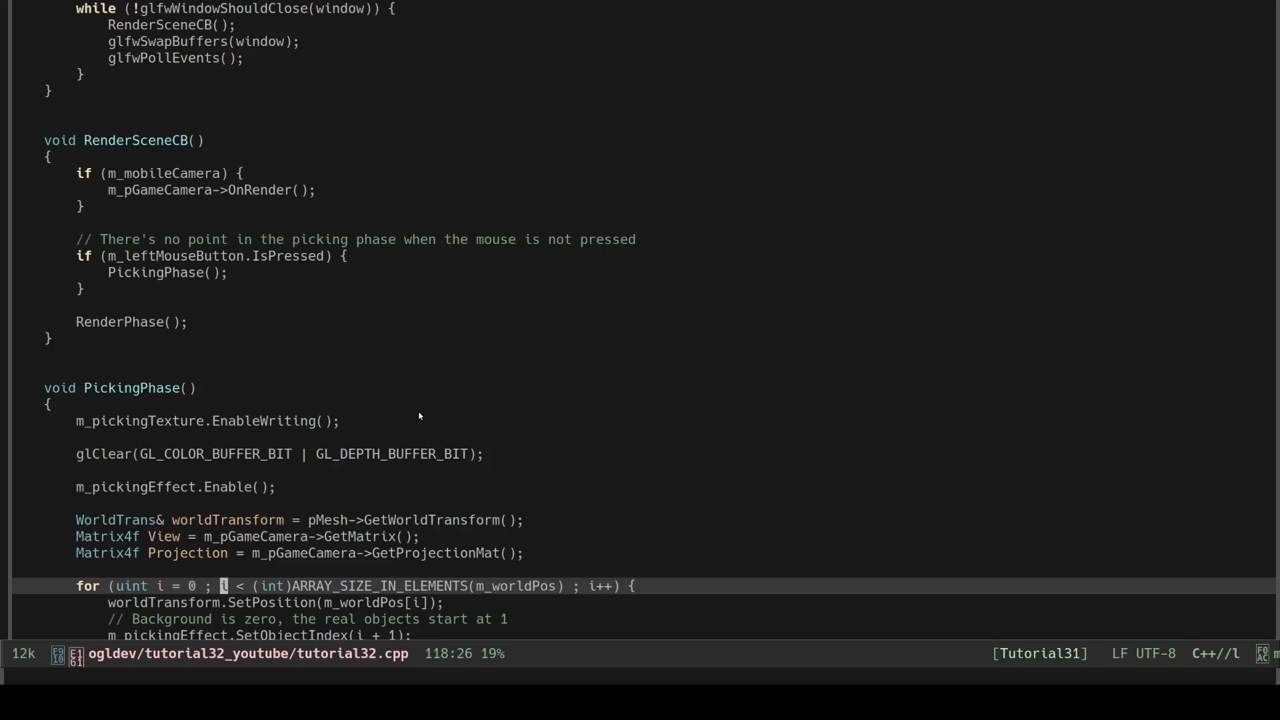 while (!glfwWindowShouldClose(window)) {
RenderSceneCB();
glfwSwapBuffers(window);
glfwPollEvents();
}
}
void RenderSceneCB()
{
if (m_mobileCamera) {
m_pGameCamera->OnRender();
}
// There's no point in the picking phase when the mouse is not pressed
if (m_leftMouseButton.IsPressed) {
PickingPhase();
}
RenderPhase();
}
void PickingPhase()
{
m_pickingTexture.EnableWriting();
glClear(GL_COLOR_BUFFER_BIT | GL_DEPTH_BUFFER_BIT);
m_pickingEffect.Enable();
WorldTrans& worldTransform = pMesh->GetWorldTransform();
Matrix4f View = m_pGameCamera->GetMatrix();
Matrix4f Projection = m_pGameCamera->GetProjectionMat();
for (uint i = 0 ; i < (int)ARRAY_SIZE_IN_ELEMENTS(m_worldPos) ; i++) {
worldTransform.SetPosition(m_worldPos[i]);
// Background is zero, the real objects start at 1
m_pickingEffect.SetObjectIndex(i + 1);
12k ogldev/tutorial32_youtube/tutorial32.cpp 118:26 19% [Tutorial31] LF UTF-8 C++//l